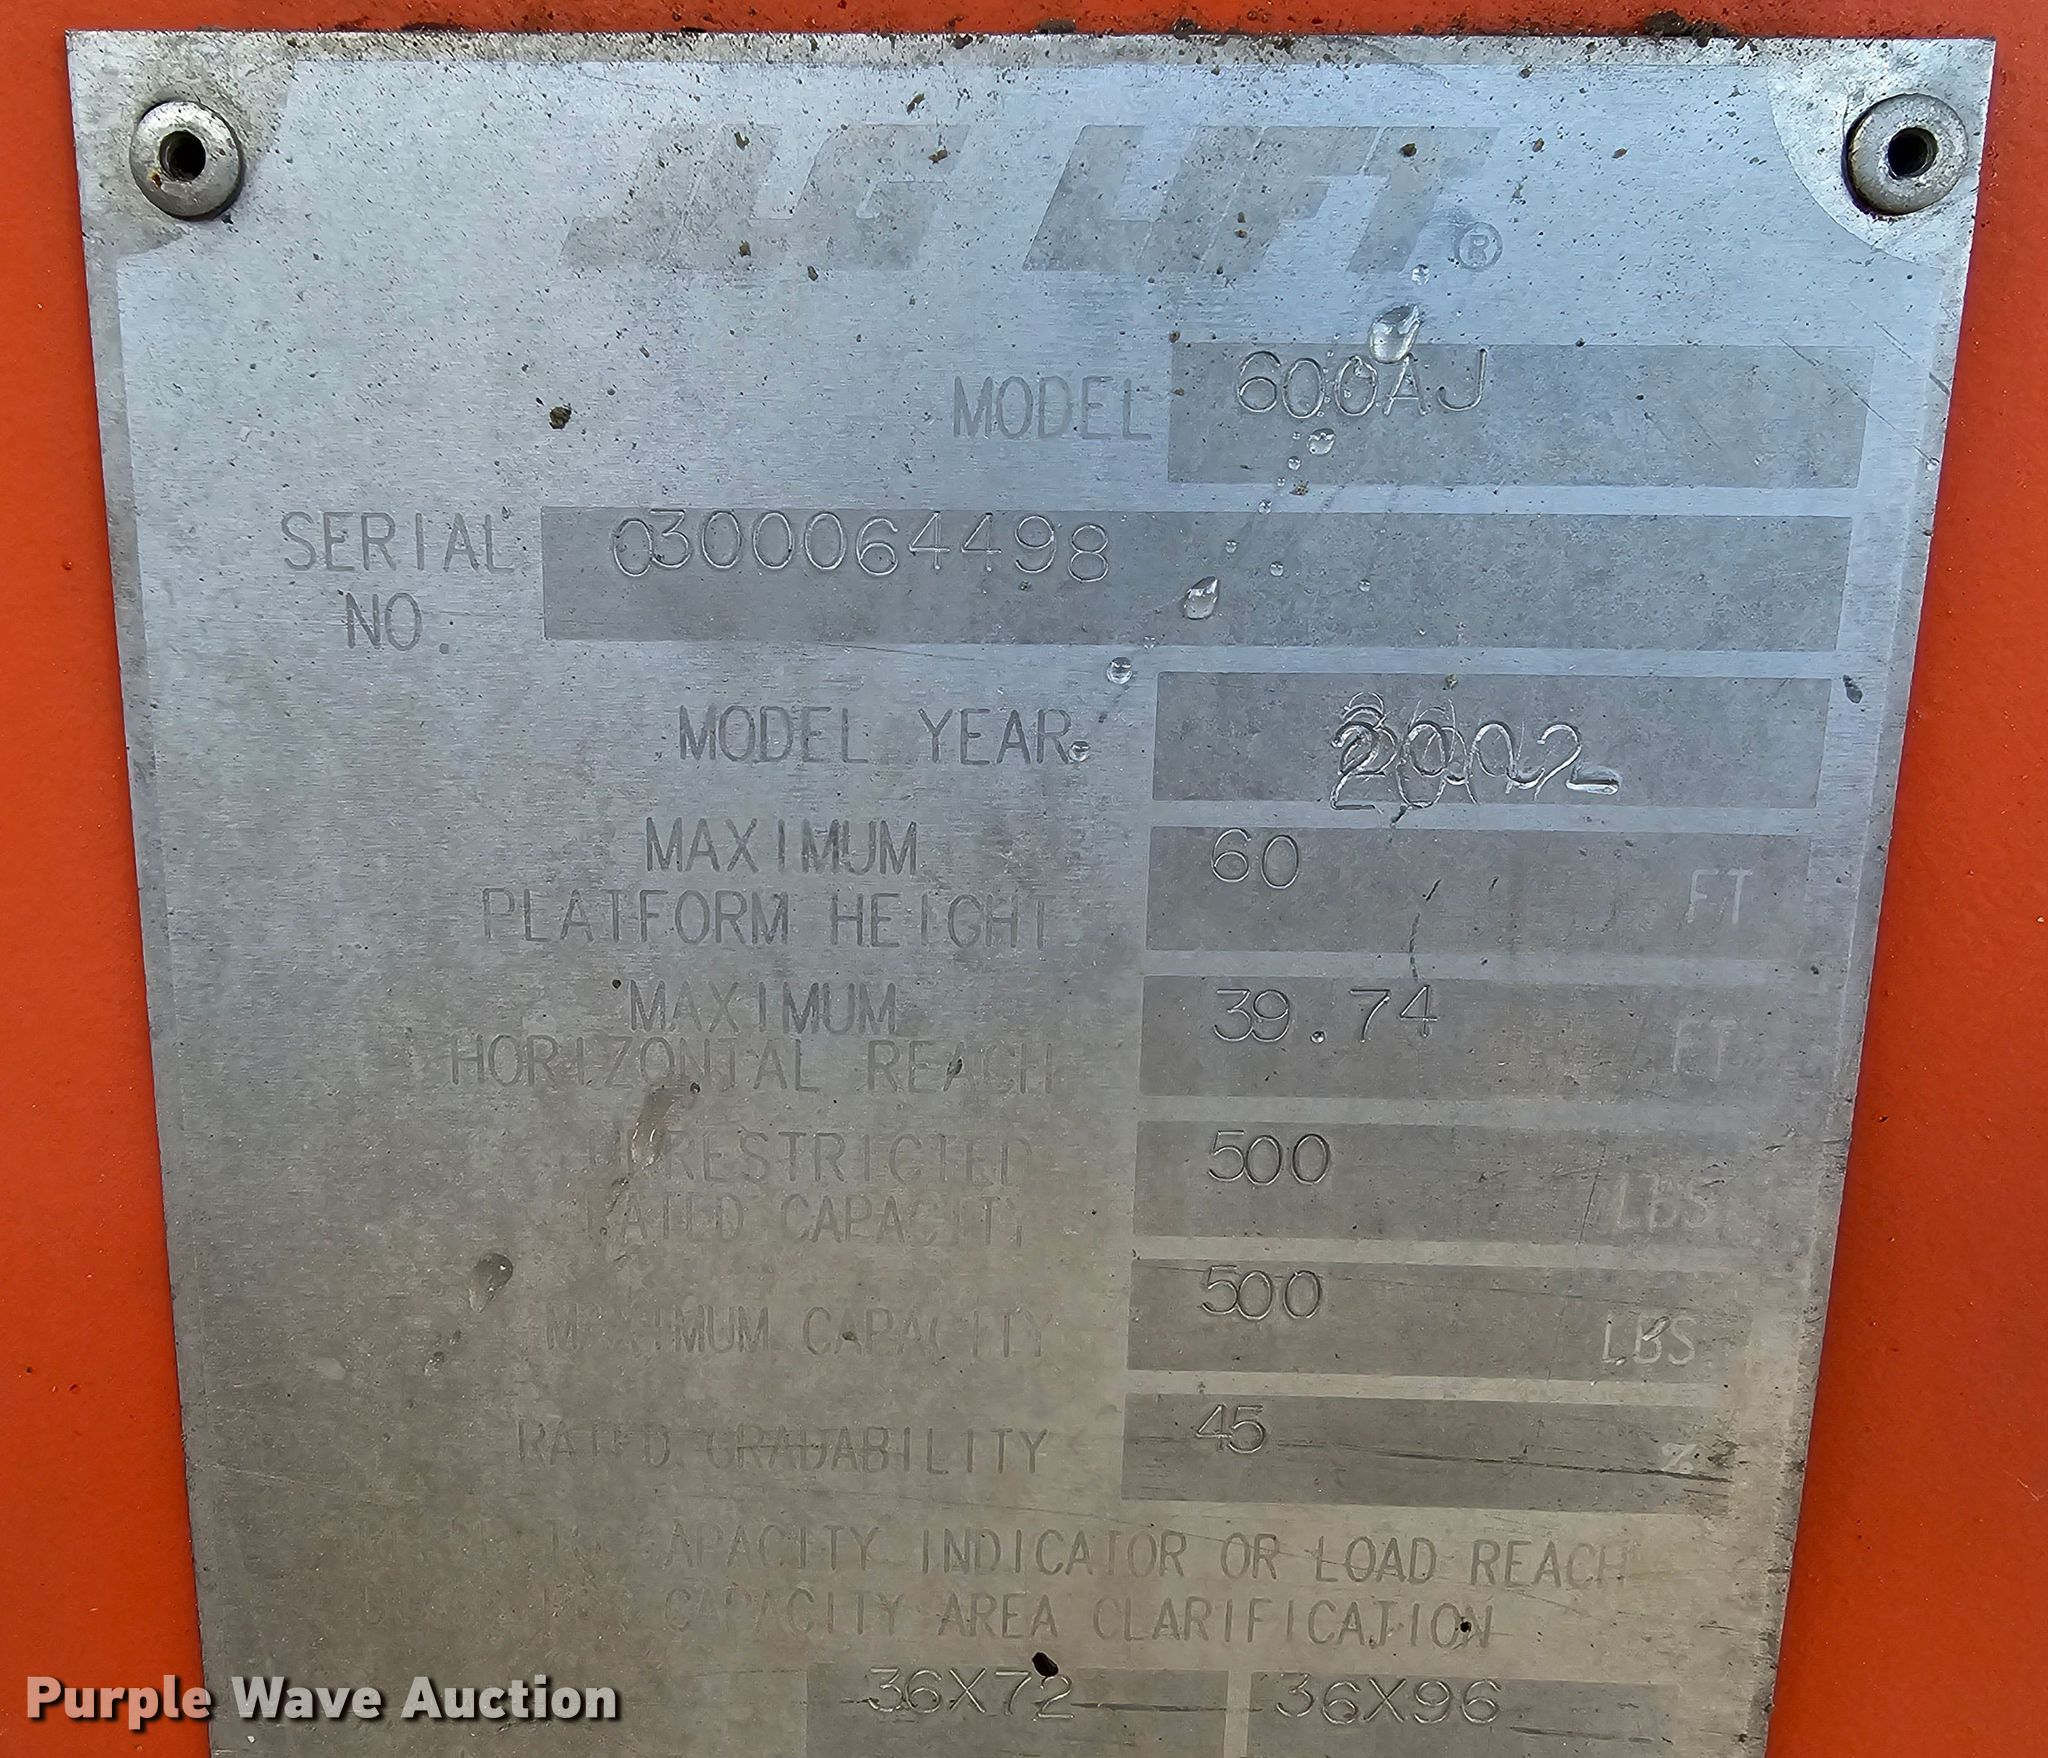 JLG LIFT®
MODEL 600AJ
SERIAL NO. 0300064498
MODEL YEAR 2002
MAXIMUM PLATFORM HEIGHT 60 FT
MAXIMUM HORIZONTAL REACH 39.74 FT
UNRESTRICTED RATED CAPACITY 500 LBS
MAXIMUM CAPACITY 500 LBS
RATED GRADABILITY 45 %
CAPACITY INDICATOR OR LOAD REACH
CAPACITY AREA CLARIFICATION
36X72 36X96
Purple Wave Auction